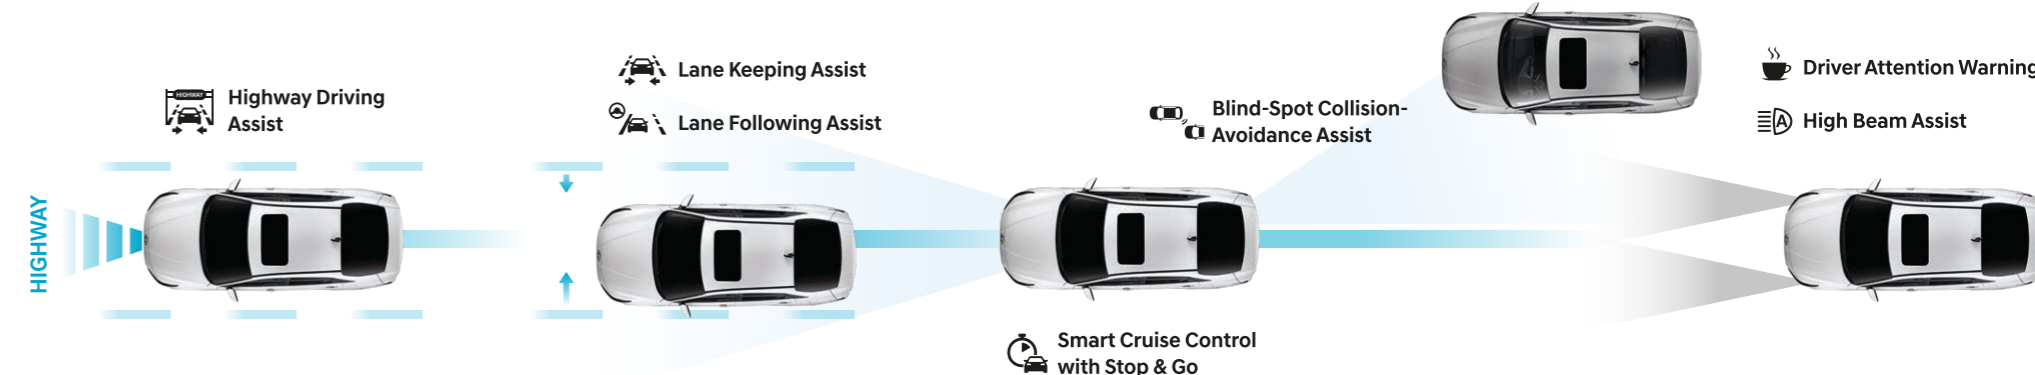 HIGHWAY
HIGHWAY
Highway Driving
Assist
Lane Keeping Assist
Lane Following Assist
Smart Cruise Control
with Stop & Go
Blind-Spot Collision-
Avoidance Assist
Driver Attention Warning
A
High Beam Assist